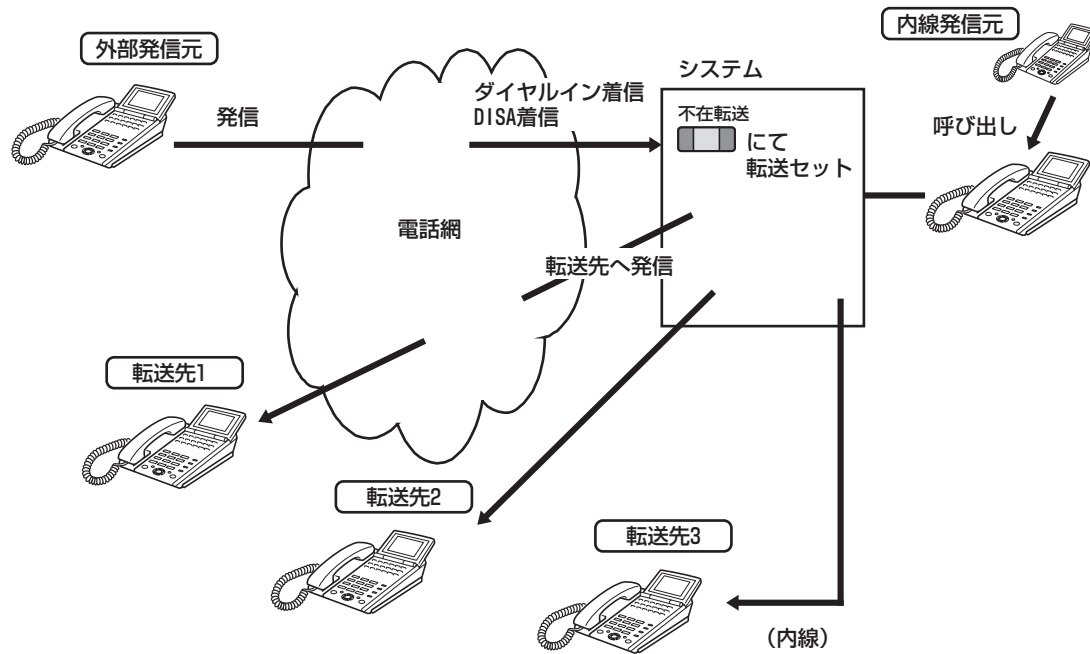 外部発信元
内線発信元
システム
ダイヤルイン着信
DISA着信
発信
不在転送
にて
転送セット
呼び出し
電話網
転送先へ発信
転送先1
転送先2
転送先3
(内線)